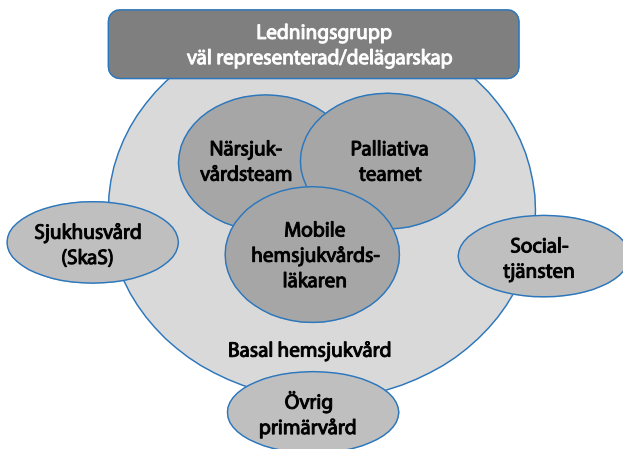 Ledningsgrupp
väl representerad/delägarskap
Närsjuk-
vårdsteam
Palliativa
teamet
Mobile
hemsjukvårds-
läkaren
Sjukhusvård
(SkaS)
Social-
tjänsten
Basal hemsjukvård
Övrig
primärvård